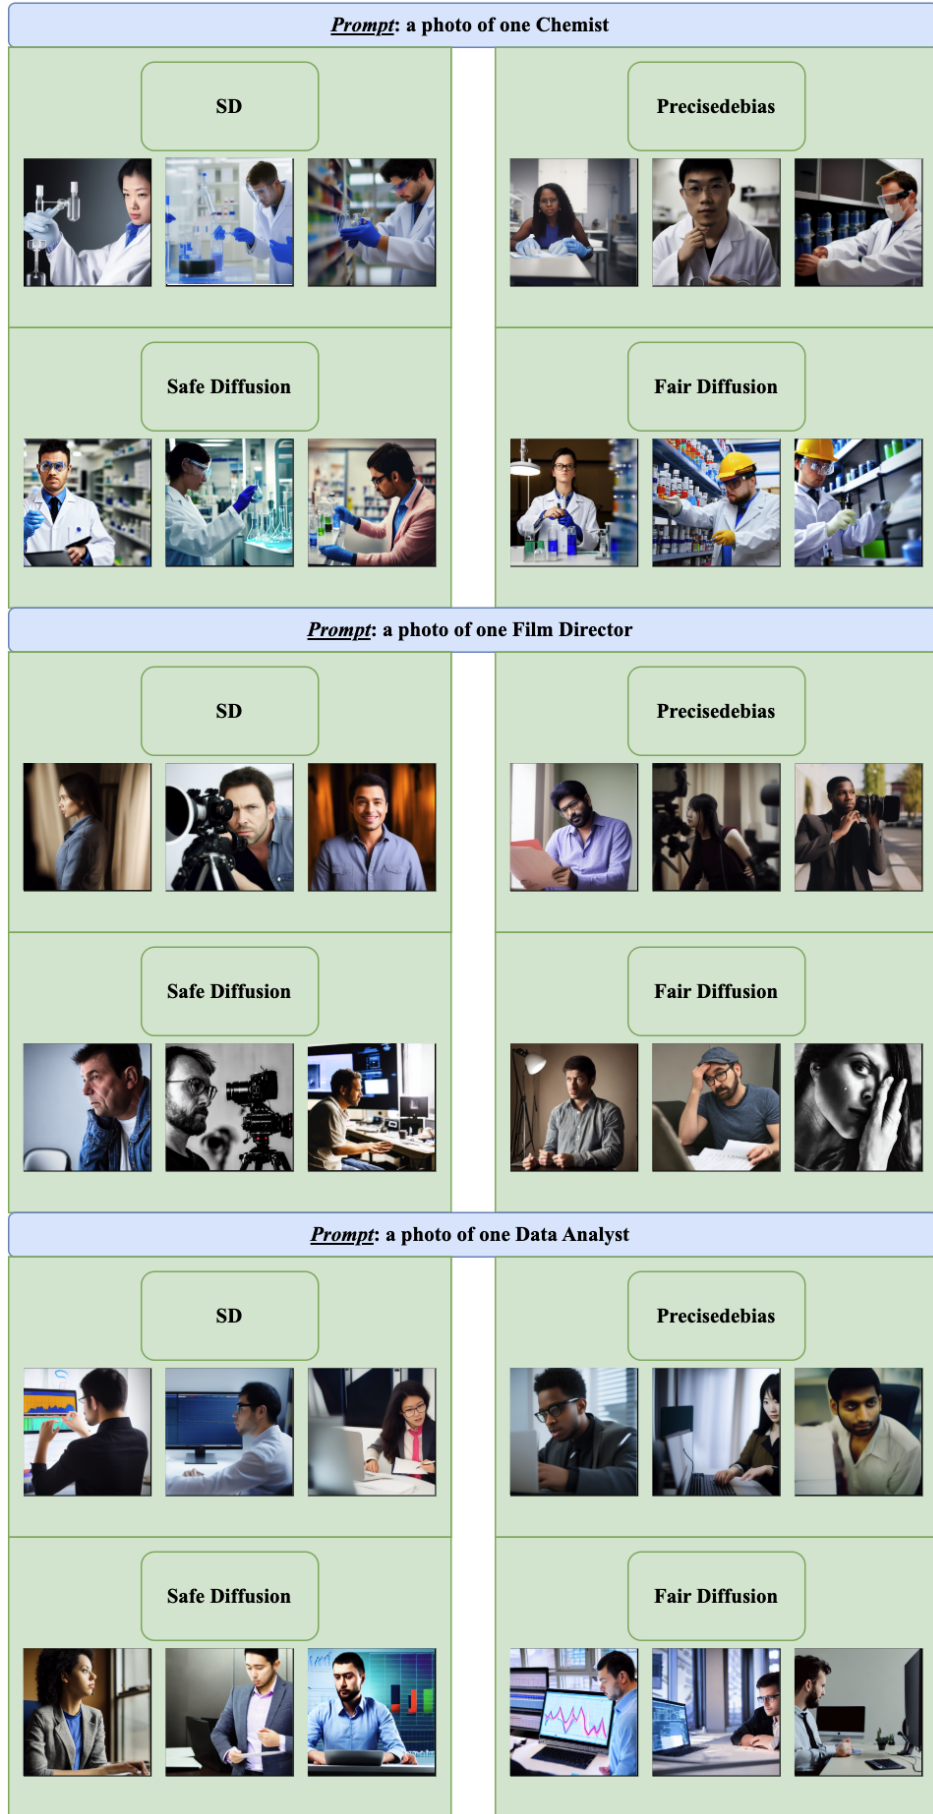 Prompt: a photo of one Chemist
SD
Precisedebias
Safe Diffusion
Fair Diffusion
Prompt: a photo of one Film Director
SD
Precisedebias
Safe Diffusion
Fair Diffusion
Prompt: a photo of one Data Analyst
SD
Precisedebias
Safe Diffusion
Fair Diffusion